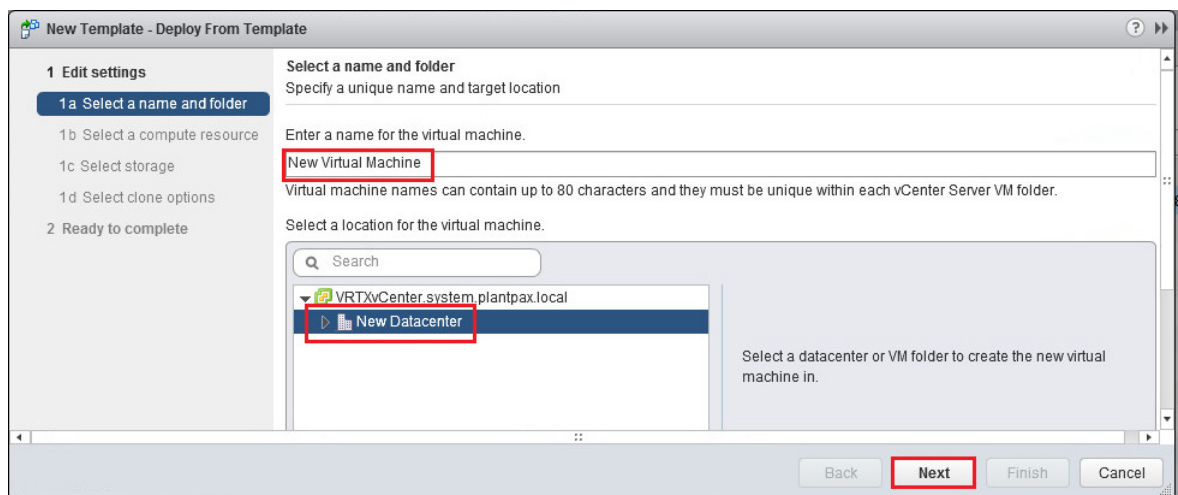 New Template - Deploy From Template
1 Edit settings
1a Select a name and folder
1b Select a compute resource
1c Select storage
1d Select clone options
2 Ready to complete
Select a name and folder
Specify a unique name and target location
Enter a name for the virtual machine.
New Virtual Machine
Virtual machine names can contain up to 80 characters and they must be unique within each vCenter Server VM folder.
Select a location for the virtual machine.
Search
VRTXvCenter.system.plantpax.local
New Datacenter
Select a datacenter or VM folder to create the new virtual
machine in.
Back Next Finish Cancel